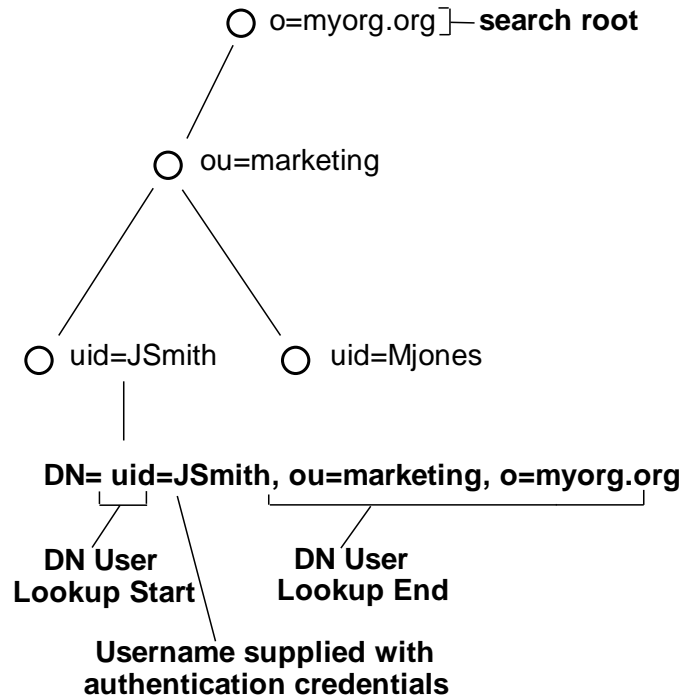 o=myorg.org search root
ou=marketing
uid=JSmith uid=Mjones
DN= uid=JSmith, ou=marketing, o=myorg.org
DN User
Lookup Start
DN User
Lookup End
Username supplied with
authentication credentials